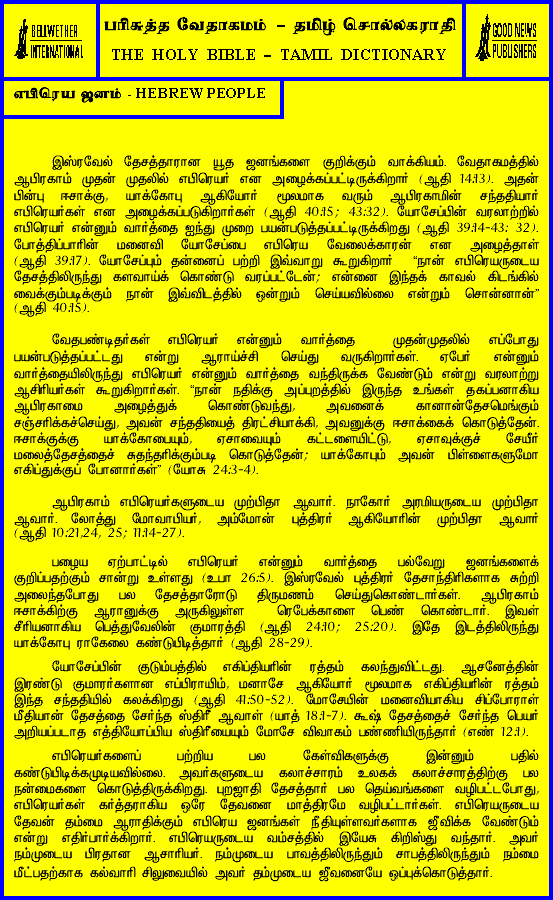 BELLWETHER
INTERNATIONAL
பரிசுத்த வேதாகமம் – தமிழ் சொல்லகராதி
THE HOLY BIBLE – TAMIL DICTIONARY
GOOD NEWS
PUBLISHERS
எபிரெய ஜனம் - HEBREW PEOPLE
இஸ்ரவேல் தேசத்தாரான யூத ஜனங்களை குறிக்கும் வாக்கியம். வேதாகமத்தில்
ஆபிரகாம் முதன் முதலில் எபிரெயர் என அழைக்கப்பட்டிருக்கிறார் (ஆதி 14:13). அதன்
பின்பு ஈசாக்கு, யாக்கோபு ஆகியோர் மூலமாக வரும் ஆபிரகாமின் சந்ததியார்
எபிரெயர்கள் என அழைக்கப்படுகிறார்கள் (ஆதி 40:15; 43:32). யோசேப்பின் வரலாற்றில்
எபிரெயர் என்னும் வார்த்தை ஐந்து முறை பயன்படுத்தப்பட்டிருக்கிறது (ஆதி 39:14-43: 32).
போத்திப்பாரின் மனைவி யோசேப்பை எபிரெய வேலைக்காரன் என அழைத்தாள்
(ஆதி 39:17). யோசேப்பும் தன்னைப் பற்றி இவ்வாறு கூறுகிறார் “நான் எபிரெயருடைய
தேசத்திலிருந்து களவாய்க் கொண்டு வரப்பட்டேன்; என்னை இந்தக் காவல் கிடங்கில்
வைக்கும்படிக்கும் நான் இவ்விடத்தில் ஒன்றும் செய்யவில்லை என்றும் சொன்னான்”
(ஆதி 40:15).
வேதபண்டிதர்கள் எபிரெயர் என்னும் வார்த்தை முதன்முதலில் எப்போது
பயன்படுத்தப்பட்டது என்று ஆராய்ச்சி செய்து வருகிறார்கள். ஏபேர் என்னும்
வார்த்தையிலிருந்து எபிரெயர் என்னும் வார்த்தை வந்திருக்க வேண்டும் என்று வரலாற்று
ஆசிரியர்கள் கூறுகிறார்கள். “நான் நதிக்கு அப்புறத்தில் இருந்த உங்கள் தகப்பனாகிய
ஆபிரகாமை அழைத்துக் கொண்டுவந்து, அவனைக் கானான்தேசமெங்கும்
சஞ்சரிக்கச்செய்து, அவன் சந்ததியைத் திரட்சியாக்கி, அவனுக்கு ஈசாக்கைக் கொடுத்தேன்.
ஈசாக்குக்கு யாக்கோபையும், ஏசாவையும் கட்டளையிட்டு, ஏசாவுக்குச் சேயீர்
மலைத்தேசத்தைச் சுதந்தரிக்கும்படி கொடுத்தேன்; யாக்கோபும் அவன் பிள்ளைகளுமோ
எகிப்துக்குப் போனார்கள்” (யோசு 24:3-4).
ஆபிரகாம் எபிரெயர்களுடைய முற்பிதா ஆவார். நாகோர் அரமியருடைய முற்பிதா
ஆவார். லோத்து மோவாபியர், அம்மோன் புத்திரர் ஆகியோரின் முற்பிதா ஆவார்
(ஆதி 10:21,24, 25; 11:14-27).
பழைய ஏற்பாட்டில் எபிரெயர் என்னும் வார்த்தை பல்வேறு ஜனங்களைக்
குறிப்பதற்கும் சான்று உள்ளது (உபா 26:5). இஸ்ரவேல் புத்திரர் தேசாந்திரிகளாக சுற்றி
அலைந்தபோது பல தேசத்தாரோடு திருமணம் செய்துகொண்டார்கள். ஆபிரகாம்
ஈசாக்கிற்கு ஆரானுக்கு அருகிலுள்ள ரெபேக்காளை பெண் கொண்டார். இவள்
சீரியனாகிய பெத்துவேலின் குமாரத்தி (ஆதி 24:10; 25:20). இதே இடத்திலிருந்து
யாக்கோபு ராகேலை கண்டுபிடித்தார் (ஆதி 28-29).
யோசேப்பின் குடும்பத்தில் எகிப்தியரின் ரத்தம் கலந்துவிட்டது. ஆசனேத்தின்
இரண்டு குமாரர்களான எப்பிராயிம், மனாசே ஆகியோர் மூலமாக எகிப்தியரின் ரத்தம்
இந்த சந்ததியில் கலக்கிறது (ஆதி 41:50-52). மோசேயின் மனைவியாகிய சிப்போராள்
மீதியான் தேசத்தை சேர்ந்த ஸ்திரீ ஆவாள் (யாத் 18:1-7). கூஷ் தேசத்தைச் சேர்ந்த பெயர்
அறியப்படாத எத்தியோப்பிய ஸ்திரீயையும் மோசே விவாகம் பண்ணியிருந்தார் (எண் 12:1).
எபிரெயர்களைப் பற்றிய பல கேள்விகளுக்கு இன்னும் பதில்
கண்டுபிடிக்கமுடியவில்லை. அவர்களுடைய கலாச்சாரம் உலகக் கலாச்சாரத்திற்கு பல
நன்மைகளை கொடுத்திருக்கிறது. புறஜாதி தேசத்தார் பல தெய்வங்களை வழிபட்டபோது,
எபிரெயர்கள் கர்த்தராகிய ஒரே தேவனை மாத்திரமே வழிபட்டார்கள். எபிரெயருடைய
தேவன் தம்மை ஆராதிக்கும் எபிரெய ஜனங்கள் நீதியுள்ளவர்களாக ஜீவிக்க வேண்டும்
என்று எதிர்பார்க்கிறார். எபிரெயருடைய வம்சத்தில் இயேசு கிறிஸ்து வந்தார். அவர்
நம்முடைய பிரதான ஆசாரியர். நம்முடைய பாவத்திலிருந்தும் சாபத்திலிருந்தும் நம்மை
மீட்பதற்காக கல்வாரி சிலுவையில் அவர் தம்முடைய ஜீவனையே ஒப்புக்கொடுத்தார்.